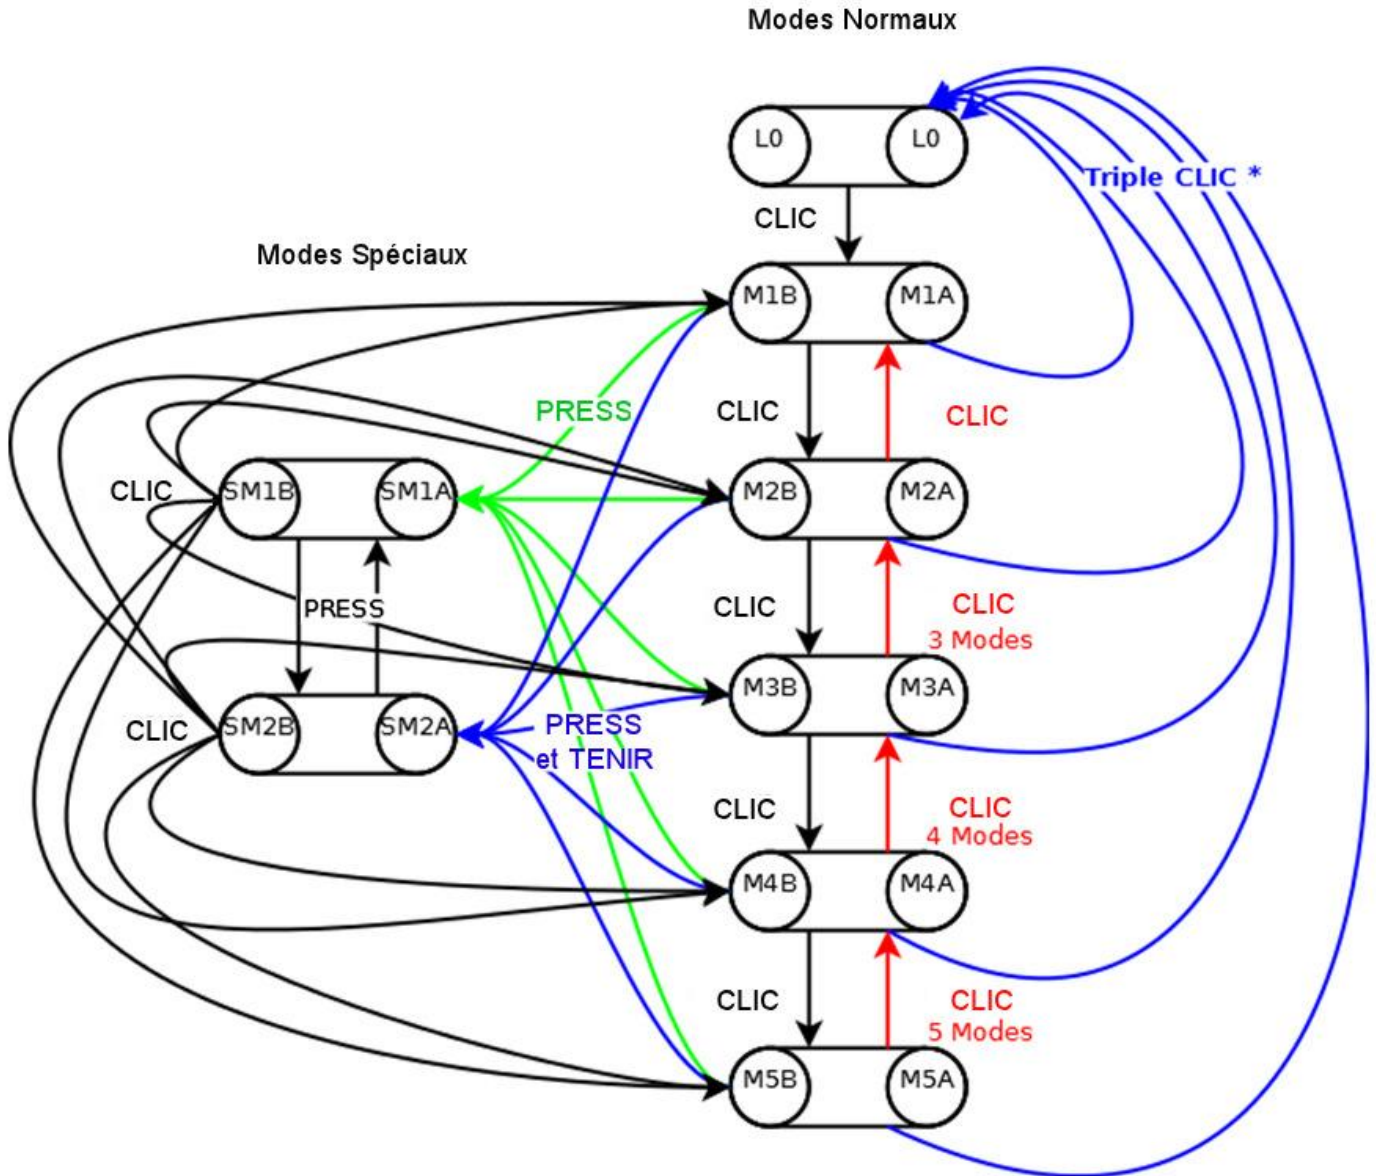 Modes Normaux
L0
L0
Triple CLIC *
CLIC
Modes Spéciaux
M1B
M1A
PRESS
CLIC
CLIC
CLIC
SM1B
SM1A
M2B
M2A
PRESS
CLIC
CLIC
3 Modes
M3B
M3A
CLIC
SM2B
SM2A
PRESS
et TENIR
CLIC
CLIC
4 Modes
M4B
M4A
CLIC
CLIC
5 Modes
M5B
M5A